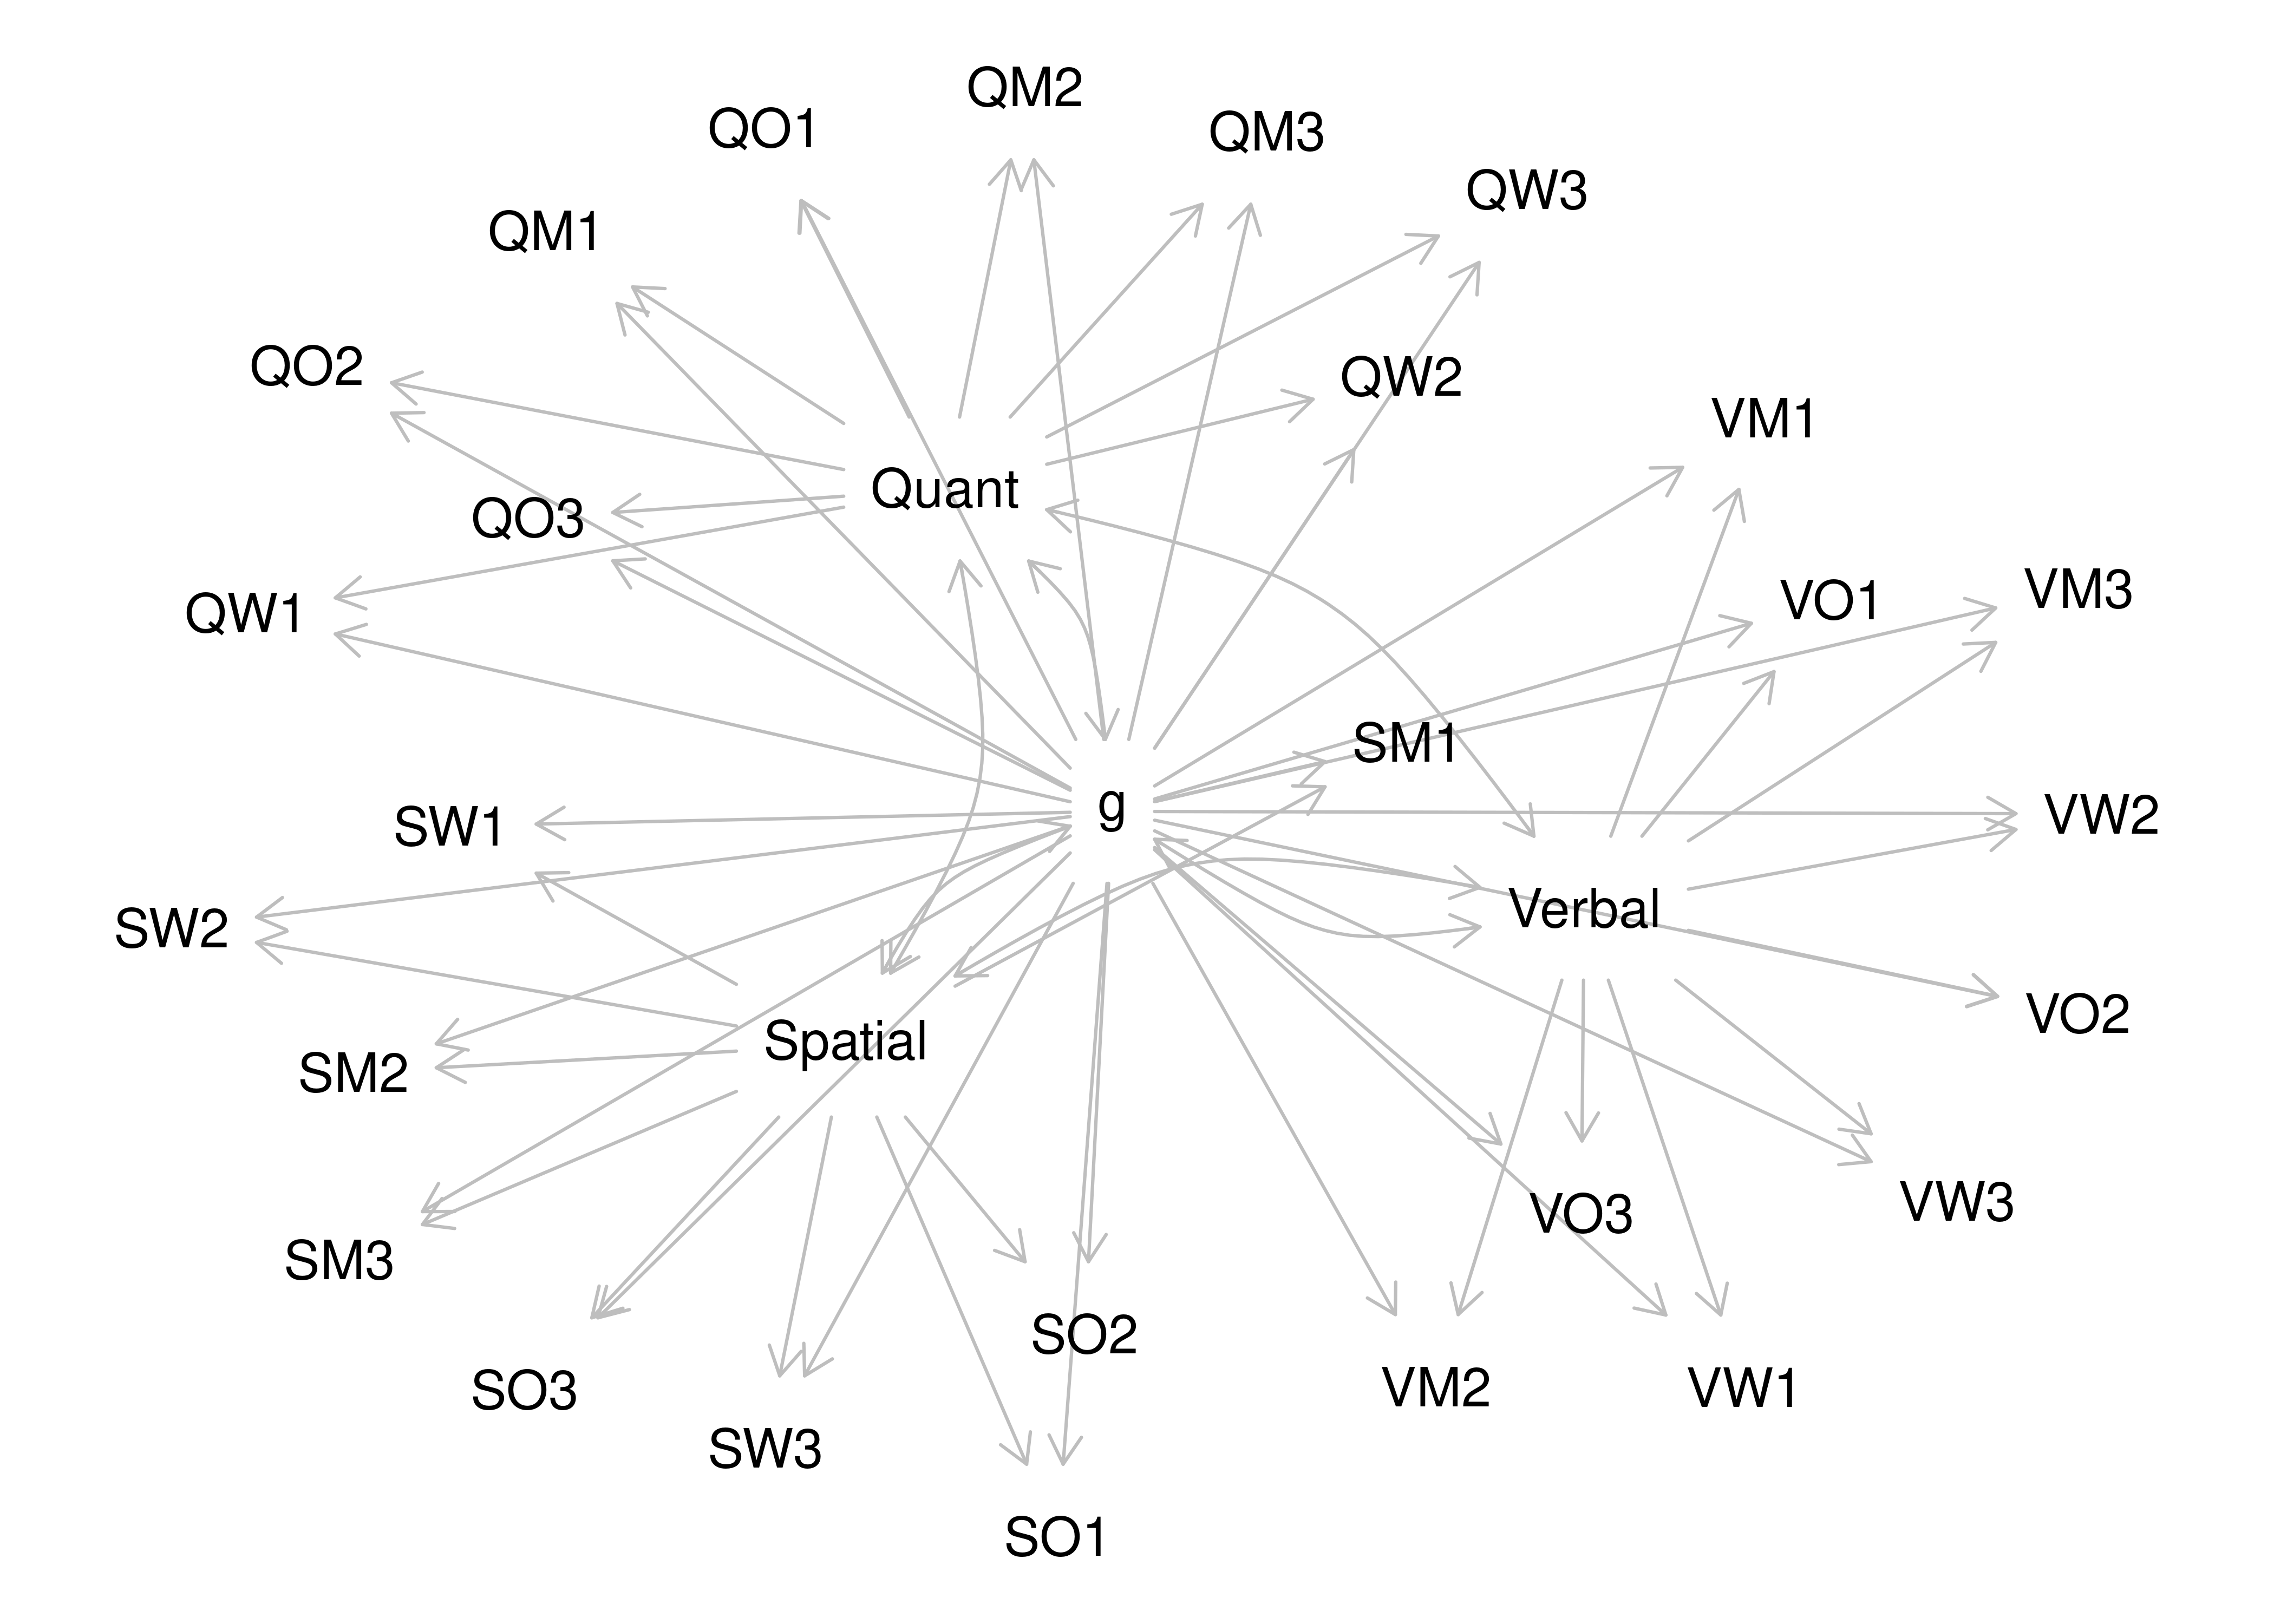 QM2
QO1
QM3
QW3
QM1
QO2
QW2
VM1
Quant
QO3
VM3
VO1
QW1
SM1
g
VW2
SW1
Verbal
SW2
VO2
Spatial
SM2
VW3
VO3
SM3
SO2
VM2
VW1
SO3
SW3
SO1